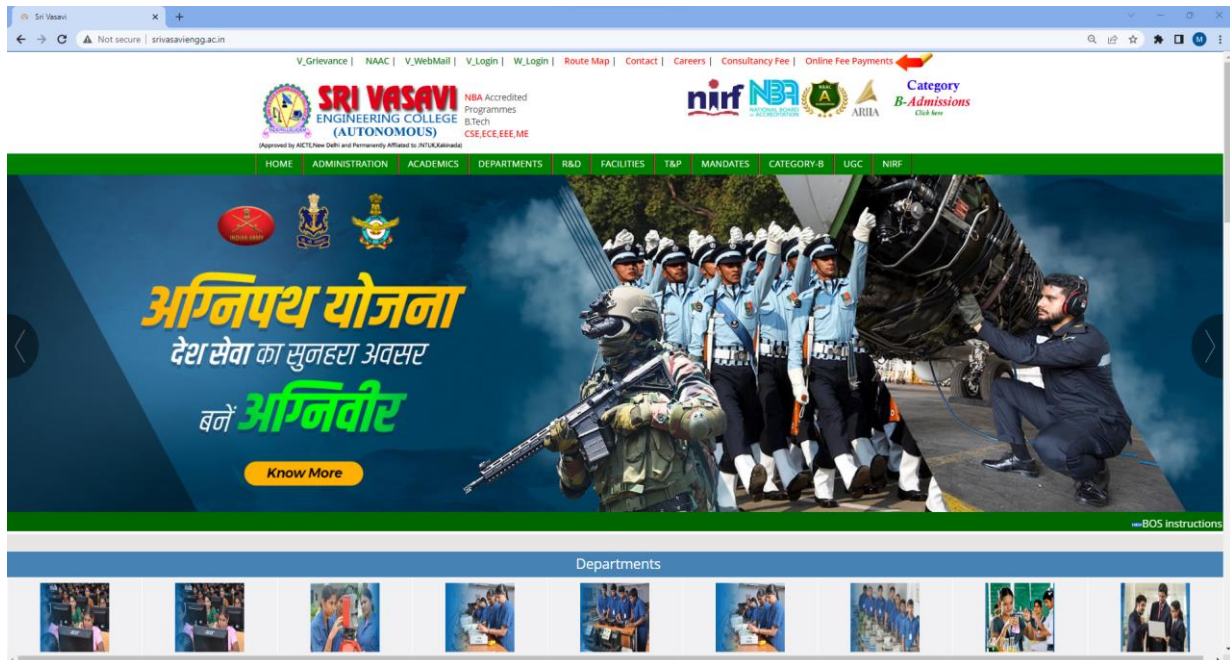 Sri Vasavi
Not secure | srivasaviengg.ac.in
M
V_Grievance | NAAC | V_WebMail | V_Login | W_Login | Route Map | Contact | Careers | Consultancy Fee | Online Fee Payments
SRI VASAVI
ENGINEERING COLLEGE
(AUTONOMOUS)
(Approved by AICTE,New Delhi and Permanently Affliated to JNTUK,Kakinada)
NBA Accredited
Programmes
B.Tech
CSE,ECE,EEE,ME
nirf
NBA
NATIONAL BOARD
of ACCREDITATION
NAAC
A
ARIIA
Category
B-Admissions
Click here
HOME ADMINISTRATION ACADEMICS DEPARTMENTS R&D FACILITIES T&P MANDATES CATEGORY-B UGC NIRF
INDIAN ARMY
अग्निपथ योजना
देश सेवा का सुनहरा अवसर
बनें अग्निवीर
Know More
BOS instructions
Departments